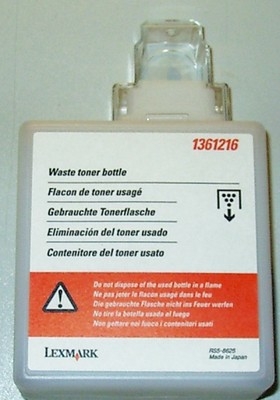 1361216
Waste toner bottle
Flacon de toner usagé
Gebrauchte Tonerflasche
Eliminación del toner usado
Contenitore del toner usato
Do not dispose of the used bottle in a flame
Ne pas jeter le flacon usagé dans le feu
Die gebrauchte Flasche nicht ins Feuer werfen
No tire la botella usada al fuego
Non gettare nel fuoco i contenitori usati
LEXMARK
RG5-8625
Made in Japan